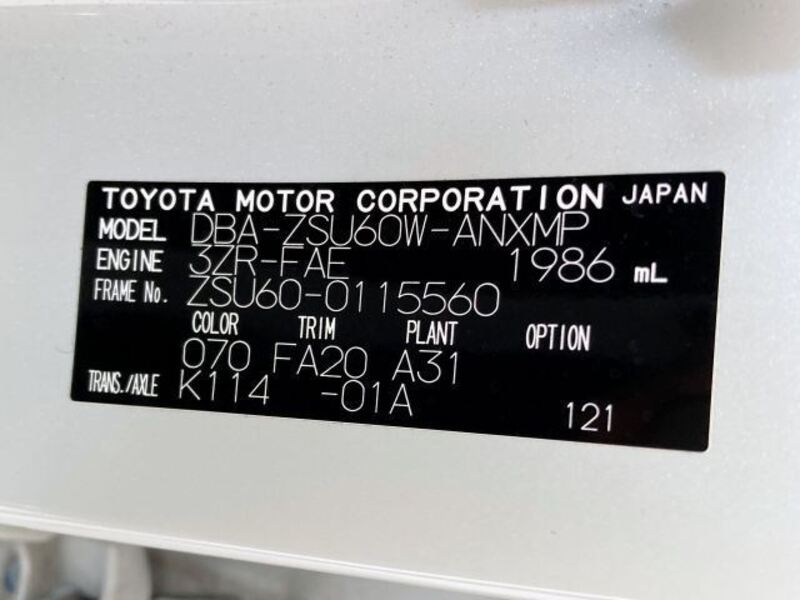 TOYOTA MOTOR CORPORATION JAPAN
MODEL DBA-ZSU60W-ANXMP
ENGINE 3ZR-FAE 1986 mL
FRAME No. ZSU60-0115560
COLOR TRIM PLANT OPTION
070 FA20 A31
TRANS./AXLE K114 -01A
121